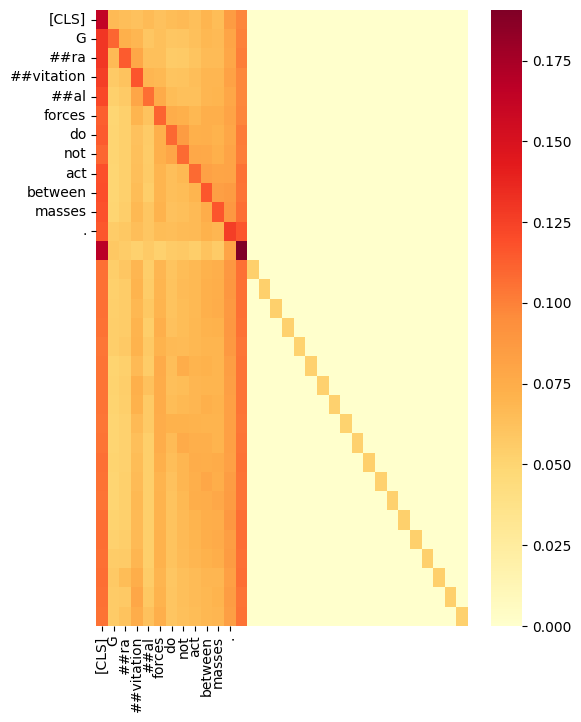 [CLS]
G
##ra
##vitation
##al
forces
do
not
act
between
masses
.
0.175
0.150
0.125
0.100
0.075
0.050
0.025
0.000
[CLS]
G
##ra
##vitation
##al
forces
do
not
act
between
masses
.